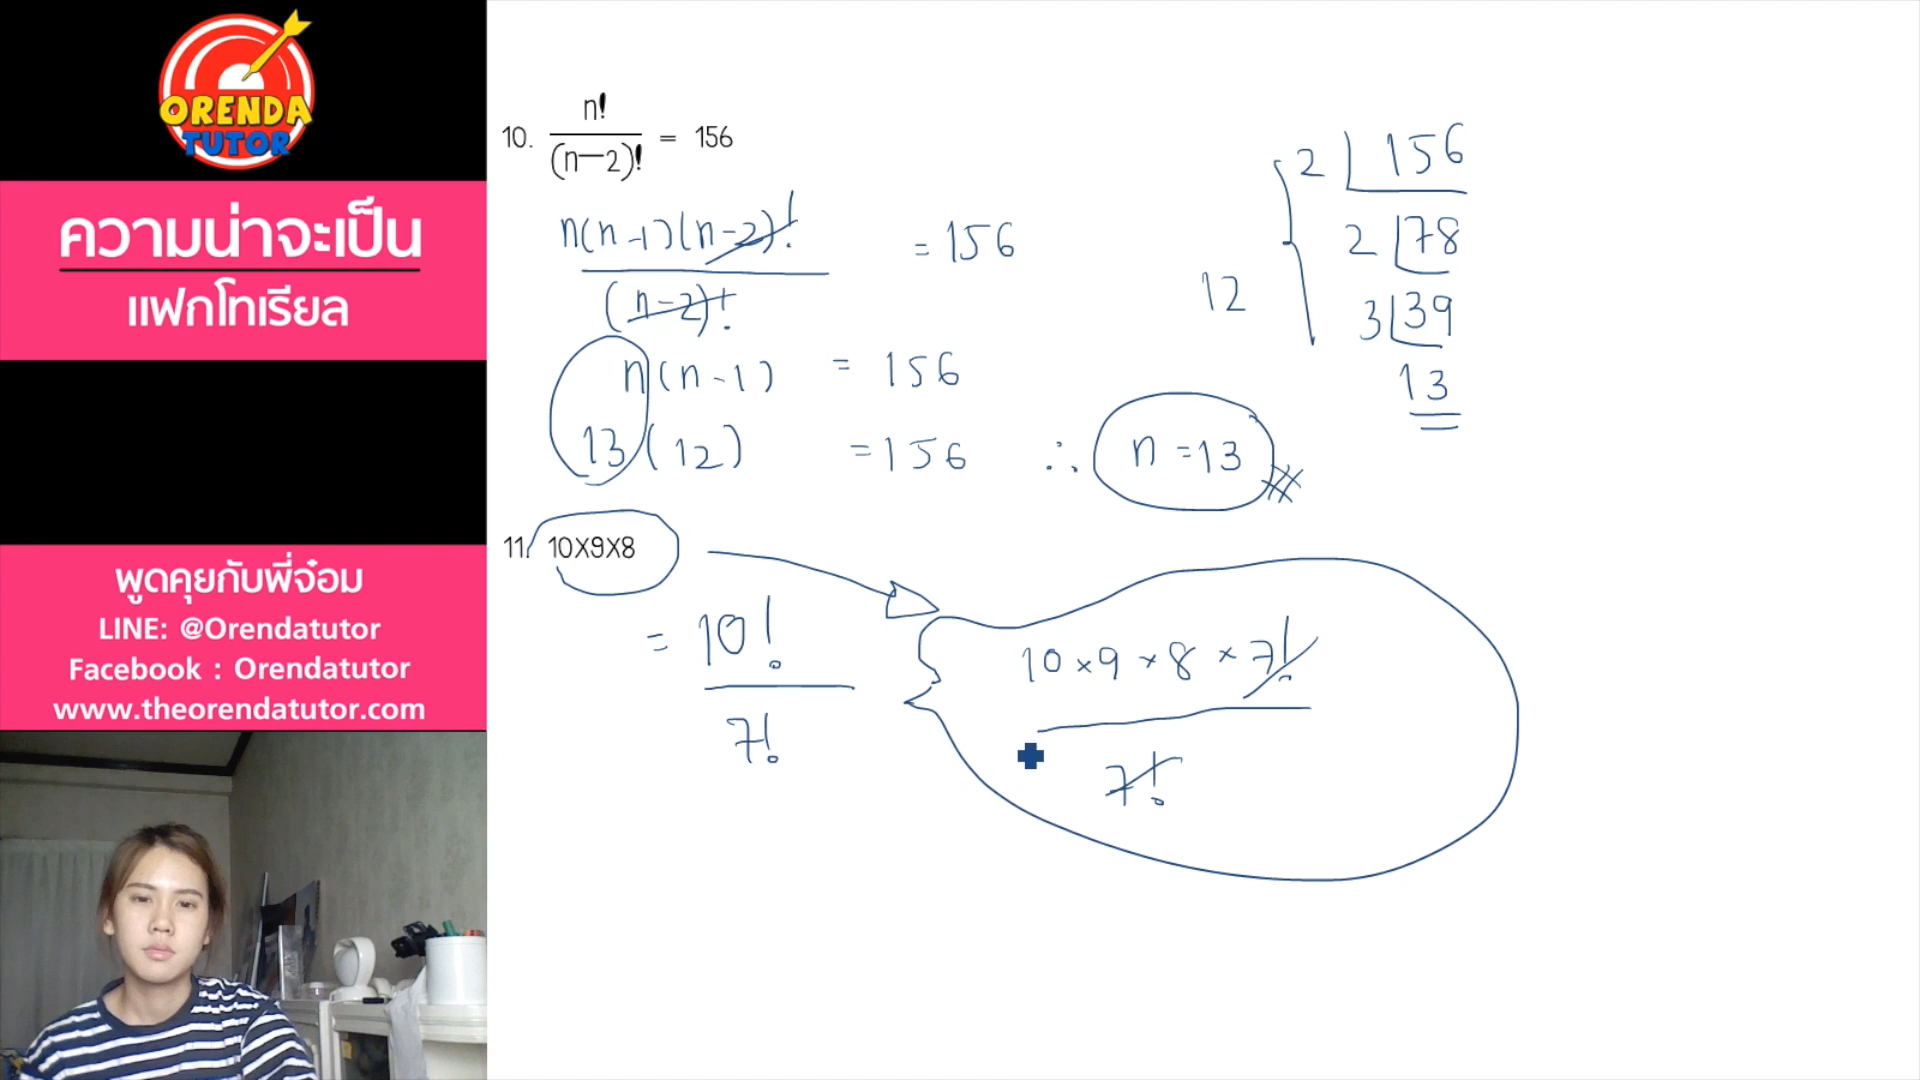 ORENDA
TUTOR
ความน่าจะเป็น
แฟกโทเรียล
พูดคุยกับพี่จ๋อม
LINE: @Orendatutor
Facebook : Orendatutor
www.theorendatutor.com
10. n!/(n-2)! = 156
n(n-1)(n-2)! / (n-2)! = 156
n(n-1) = 156
13(12) = 156 ∴ n = 13
2 | 156
2 | 78
3 | 39
13
12
11. 10X9X8
= 10! / 7!
10 × 9 × 8 × 7! / 7!